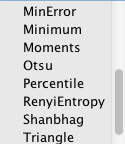 MinError
Minimum
Moments
Otsu
Percentile
RenyiEntropy
Shanbhag
Triangle